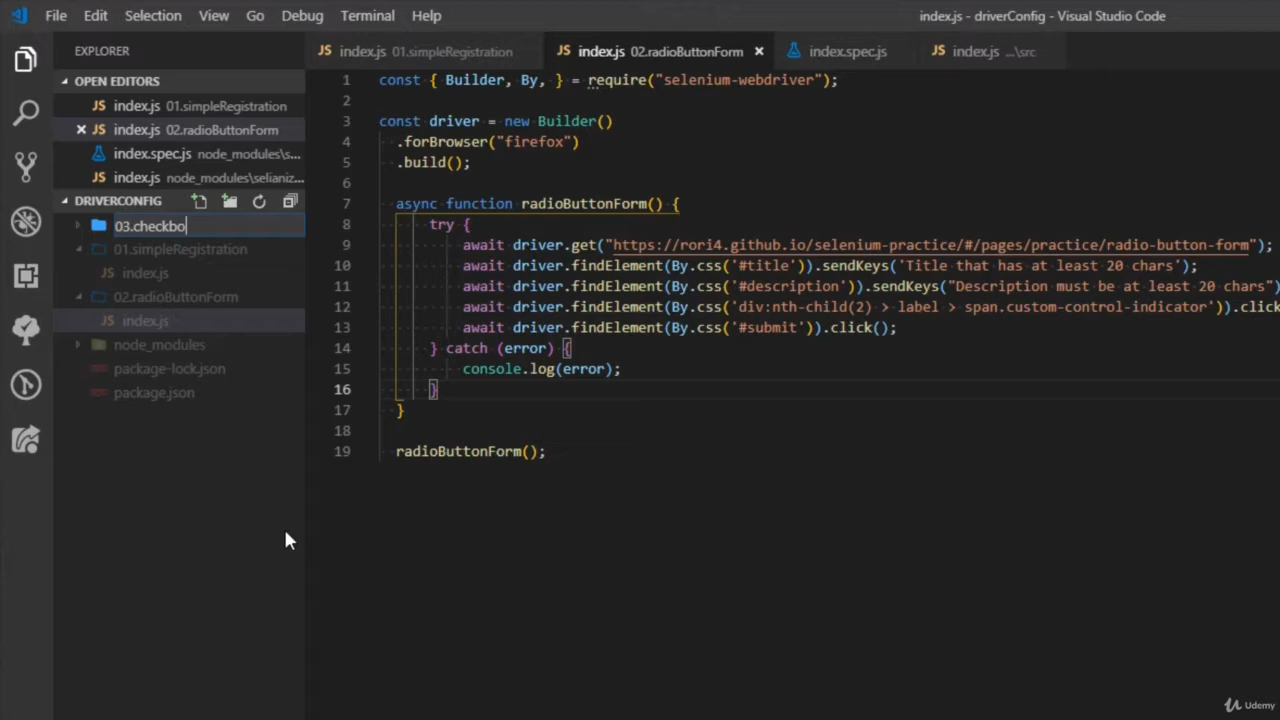 File Edit Selection View Go Debug Terminal Help
index.js - driverConfig - Visual Studio Code
EXPLORER
JS index.js 01.simpleRegistration
JS index.js 02.radioButtonForm ×
index.spec.js
JS index.js ...\src
OPEN EDITORS
JS index.js 01.simpleRegistration
× JS index.js 02.radioButtonForm
index.spec.js node_modules\s...
JS index.js node_modules\selianiz...
DRIVERCONFIG
03.checkbo
01.simpleRegistration
JS index.js
02.radioButtonForm
JS index.js
node_modules
package-lock.json
package.json
1 const { Builder, By, } = require("selenium-webdriver");
2
3 const driver = new Builder()
4 .forBrowser("firefox")
5 .build();
6
7 async function radioButtonForm() {
8 try {
9 await driver.get("https://rori4.github.io/selenium-practice/#/pages/practice/radio-button-form");
10 await driver.findElement(By.css('#title')).sendKeys('Title that has at least 20 chars');
11 await driver.findElement(By.css('#description')).sendKeys("Description must be at least 20 chars")
12 await driver.findElement(By.css('div:nth-child(2) > label > span.custom-control-indicator')).click
13 await driver.findElement(By.css('#submit')).click();
14 } catch (error) {
15 console.log(error);
16 }
17 }
18
19 radioButtonForm();
Udemy